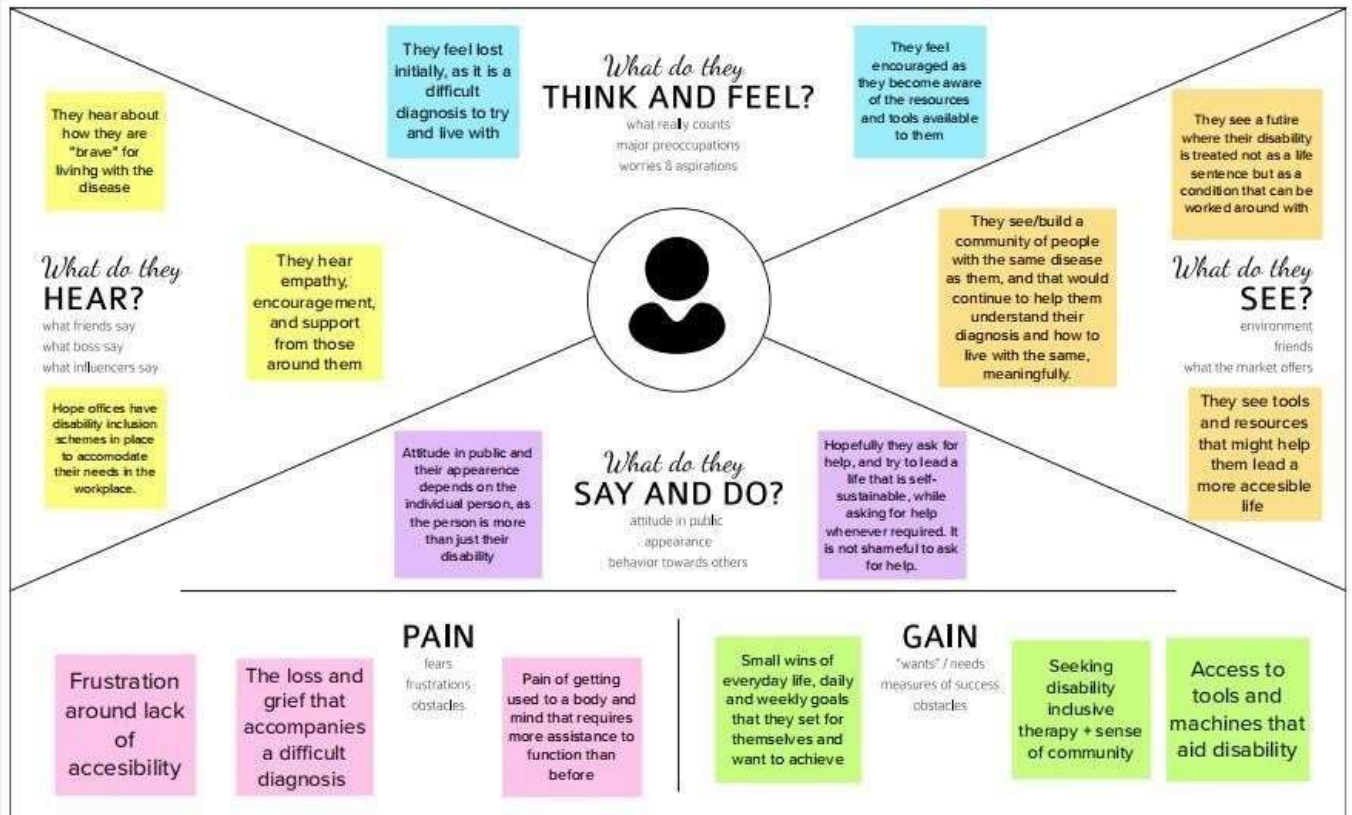 They feel lost
initially, as it is a
difficult
diagnosis to try
and live with
What do they
THINK AND FEEL?
what really counts
major preoccupations
worries & aspirations
They feel
encouraged as
they become aware
of the resources
and tools available
to them
They hear about
how they are
"brave" for
livinhg with the
disease
What do they
HEAR?
what friends say
what boss say
what influencers say
They hear
empathy,
encouragement,
and support
from those
around them
Hope offices have
disability inclusion
schemes in place
to accomodate
their needs in the
workplace.
They see a futire
where their disability
is treated not as a life
sentence but as a
condition that can be
worked around with
They see/build a
community of people
with the same disease
as them, and that would
continue to help them
understand their
diagnosis and how to
live with the same,
meaningfully.
What do they
SEE?
environment
friends
what the market offers
They see tools
and resources
that might help
them lead a
more accesible
life
Attitude in public and
their appearence
depends on the
individual person, as
the person is more
than just their
disability
What do they
SAY AND DO?
attitude in public
appearance
behavior towards others
Hopefully they ask for
help, and try to lead a
life that is self-
sustainable, while
asking for help
whenever required. It
is not shameful to ask
for help.
PAIN
fears
frustrations
obstacles
Frustration
around lack
of
accesibility
The loss and
grief that
accompanies
a difficult
diagnosis
Pain of getting
used to a body and
mind that requires
more assistance to
function than
before
GAIN
"wants" / needs
measures of success
obstacles
Small wins of
everyday life, daily
and weekly goals
that they set for
themselves and
want to achieve
Seeking
disability
inclusive
therapy + sense
of community
Access to
tools and
machines that
aid disability